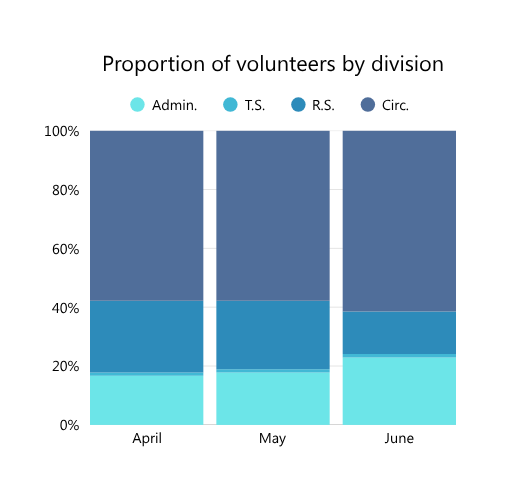 Proportion of volunteers by division
Admin. T.S. R.S. Circ.
100%
80%
60%
40%
20%
0%
April May June